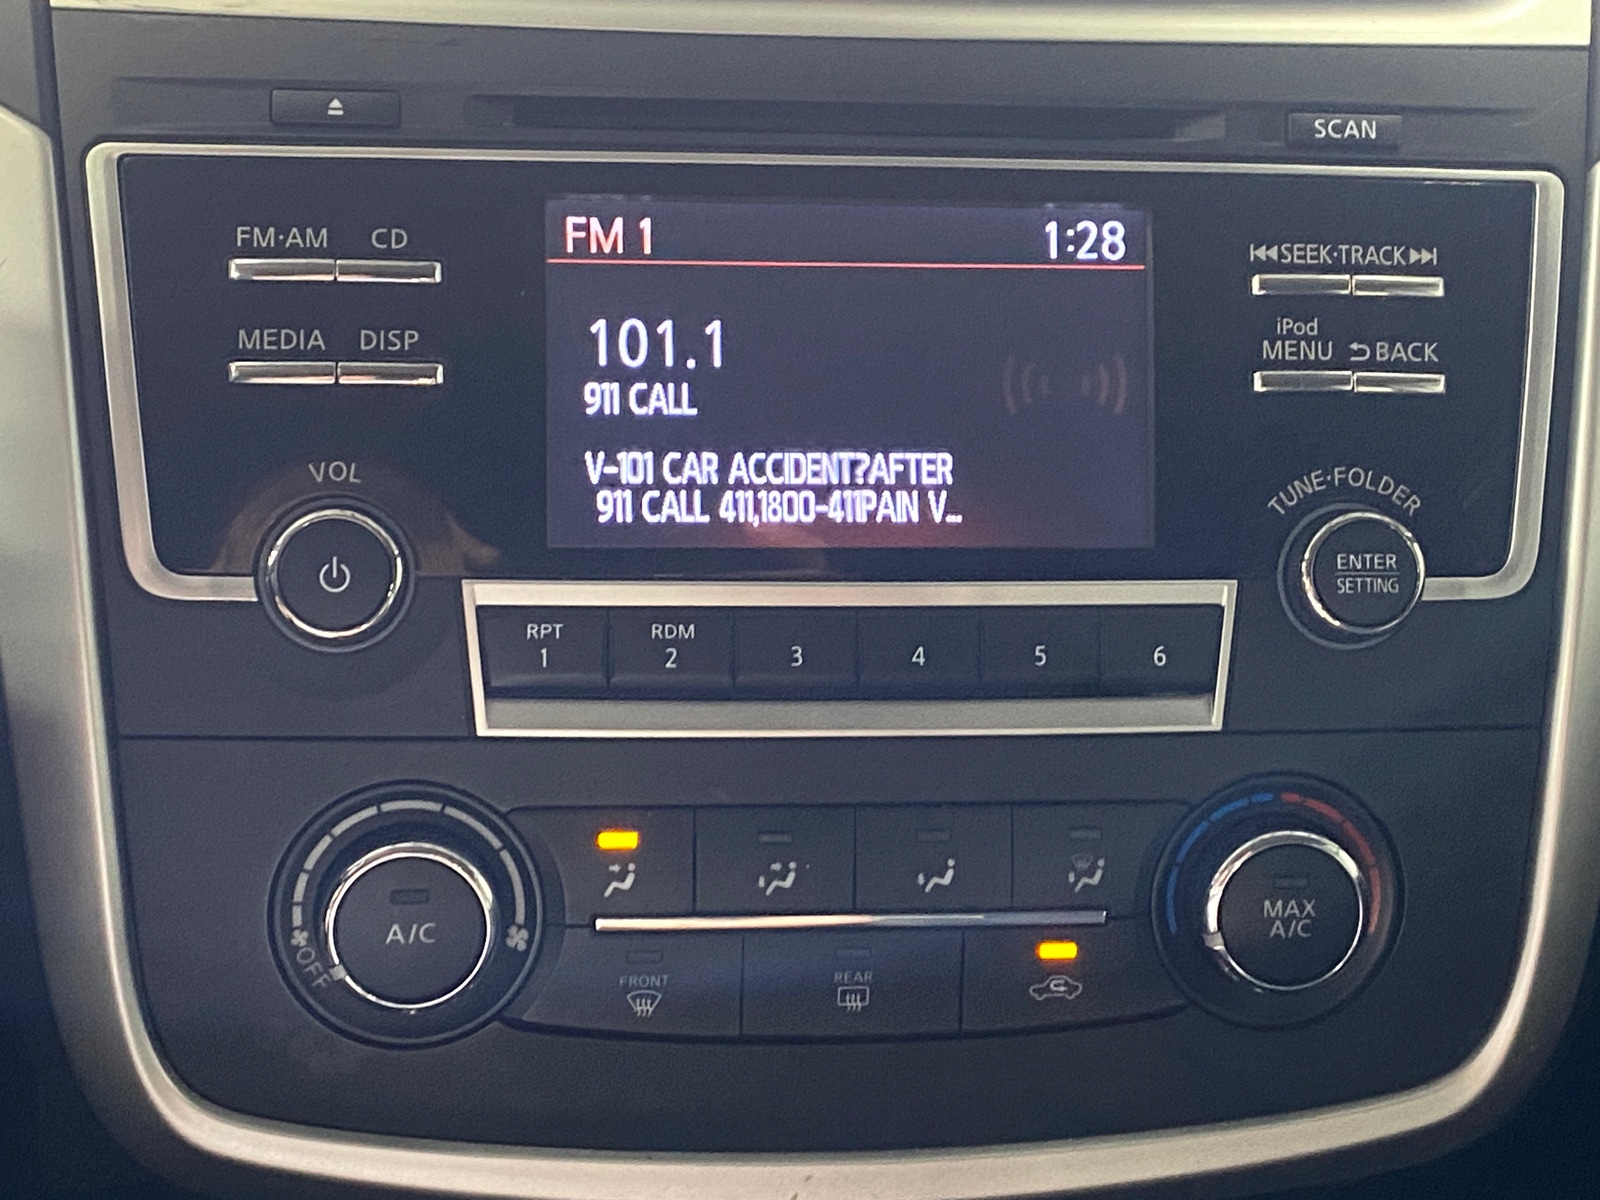 SCAN
FM·AM CD
MEDIA DISP
VOL
FM 1 1:28
101.1
911 CALL
V-101 CAR ACCIDENT?AFTER
911 CALL 411,1800-411PAIN V...
SEEK·TRACK
iPod
MENU BACK
TUNE·FOLDER
ENTER
SETTING
RPT RDM
1 2 3 4 5 6
A/C
OFF
FRONT
REAR
MAX
A/C